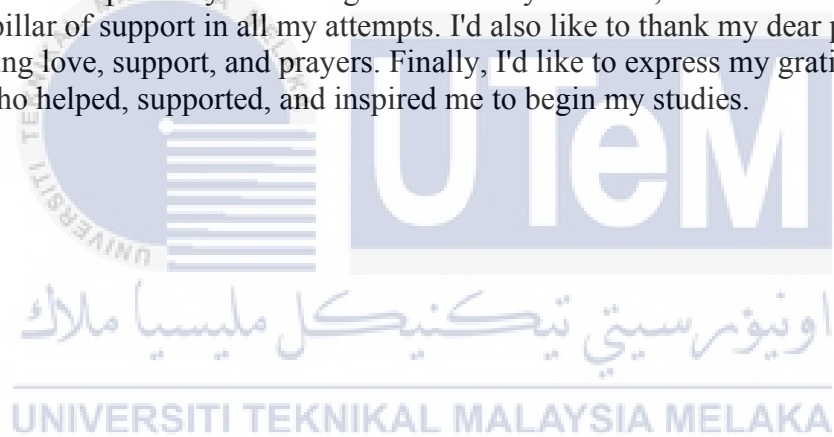 pillar of support in all my attempts. I'd also like to thank my dear
ng love, support, and prayers. Finally, I'd like to express my
ho helped, supported, and inspired me to begin my studies.
UTeM
اونيۏرسيتي تيكنيكل مليسيا ملاك
UNIVERSITI TEKNIKAL MALAYSIA MELAKA